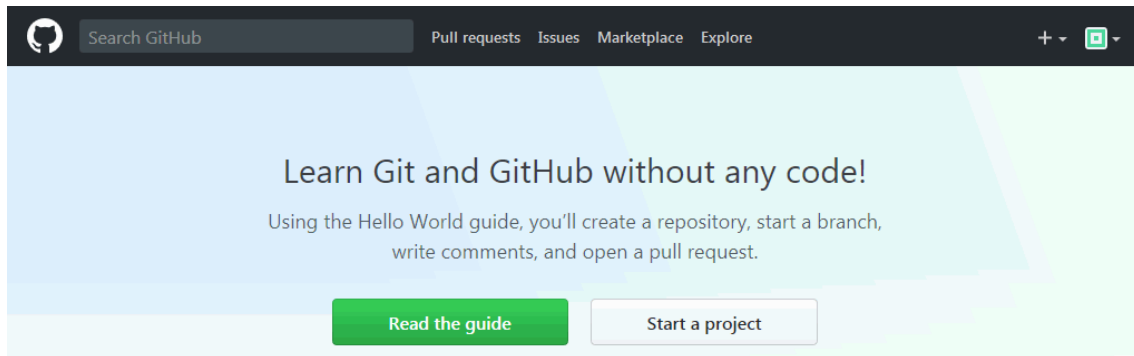 Search GitHub Pull requests Issues Marketplace Explore
Learn Git and GitHub without any code!
Using the Hello World guide, you’ll create a repository, start a branch,
write comments, and open a pull request.
Read the guide Start a project